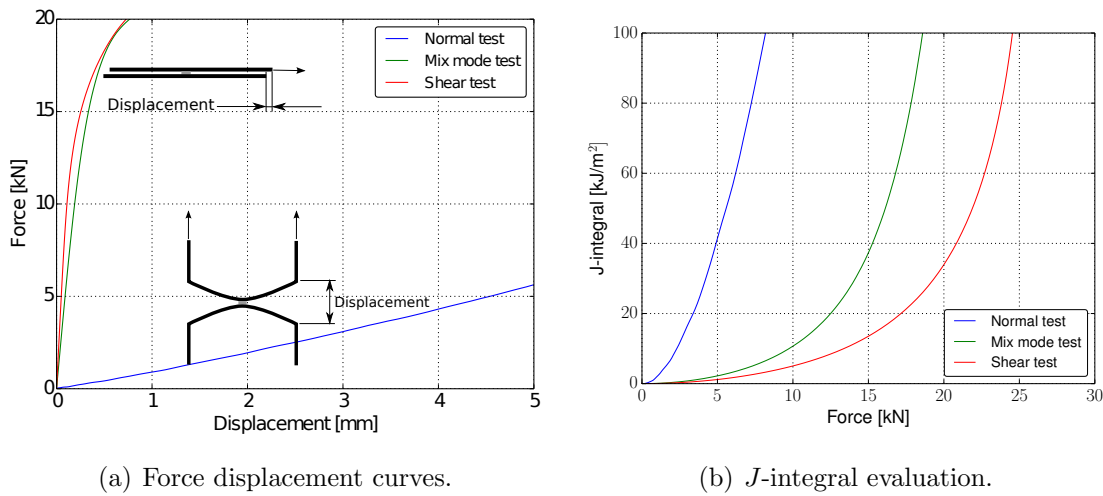 20
15
10
5
0
0
1
2
3
4
5
Force [kN]
Displacement [mm]
Normal test
Mix mode test
Shear test
Displacement
Displacement
100
80
60
40
20
0
0
5
10
15
20
25
30
J-integral [kJ/m²]
Force [kN]
Normal test
Mix mode test
Shear test
(a) Force displacement curves.
(b) J-integral evaluation.